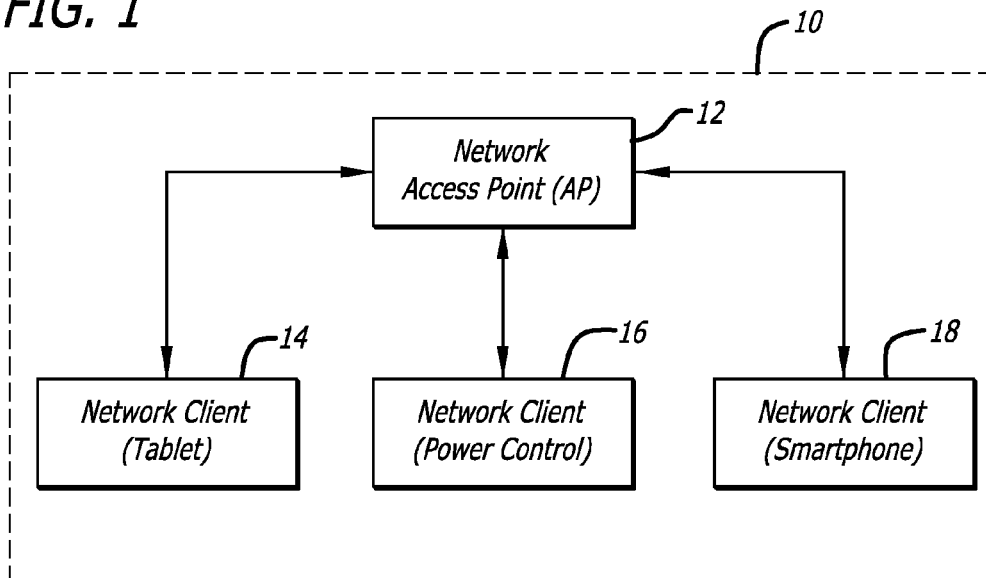 FIG. 1
10
12
Network
Access Point (AP)
14
16
18
Network Client
(Tablet)
Network Client
(Power Control)
Network Client
(Smartphone)